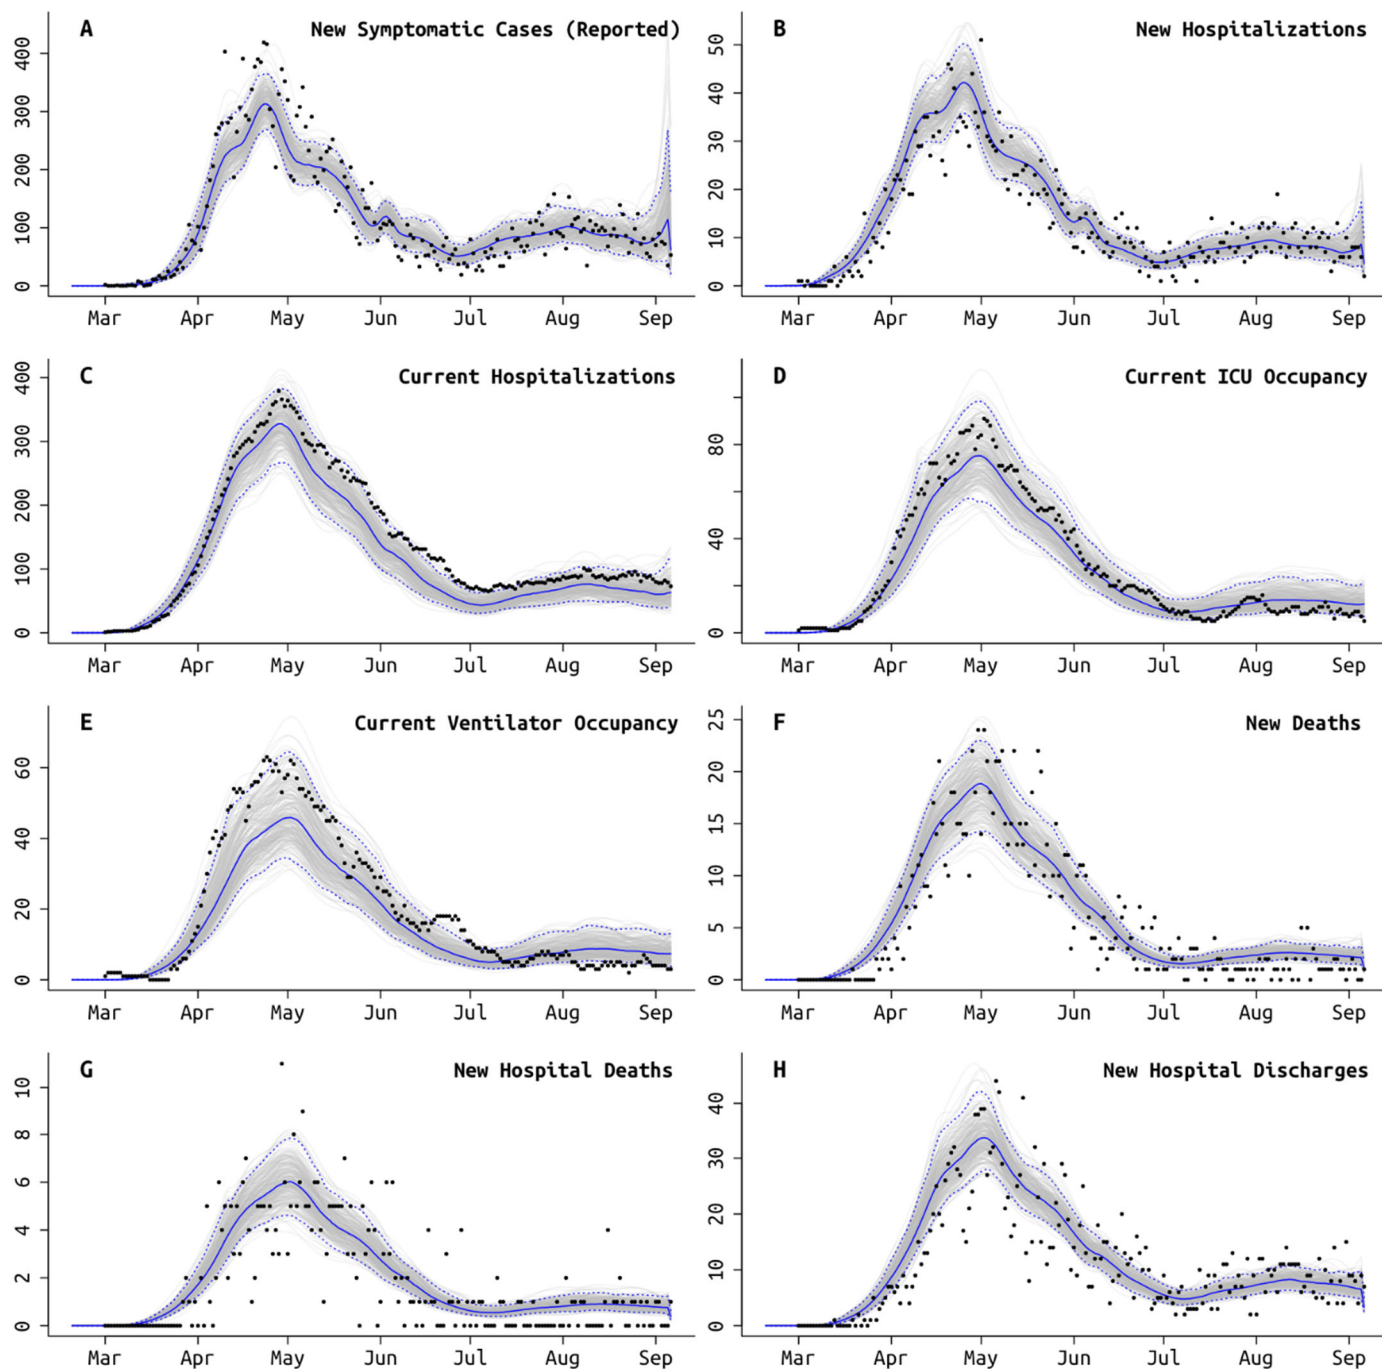 A New Symptomatic Cases (Reported)
400
300
200
100
0
Mar Apr May Jun Jul Aug Sep
B New Hospitalizations
50
40
30
20
10
0
Mar Apr May Jun Jul Aug Sep
C Current Hospitalizations
400
300
200
100
0
Mar Apr May Jun Jul Aug Sep
D Current ICU Occupancy
80
40
0
Mar Apr May Jun Jul Aug Sep
E Current Ventilator Occupancy
60
40
20
0
Mar Apr May Jun Jul Aug Sep
F New Deaths
25
20
15
10
5
0
Mar Apr May Jun Jul Aug Sep
G New Hospital Deaths
10
8
6
4
2
0
Mar Apr May Jun Jul Aug Sep
H New Hospital Discharges
40
30
20
10
0
Mar Apr May Jun Jul Aug Sep